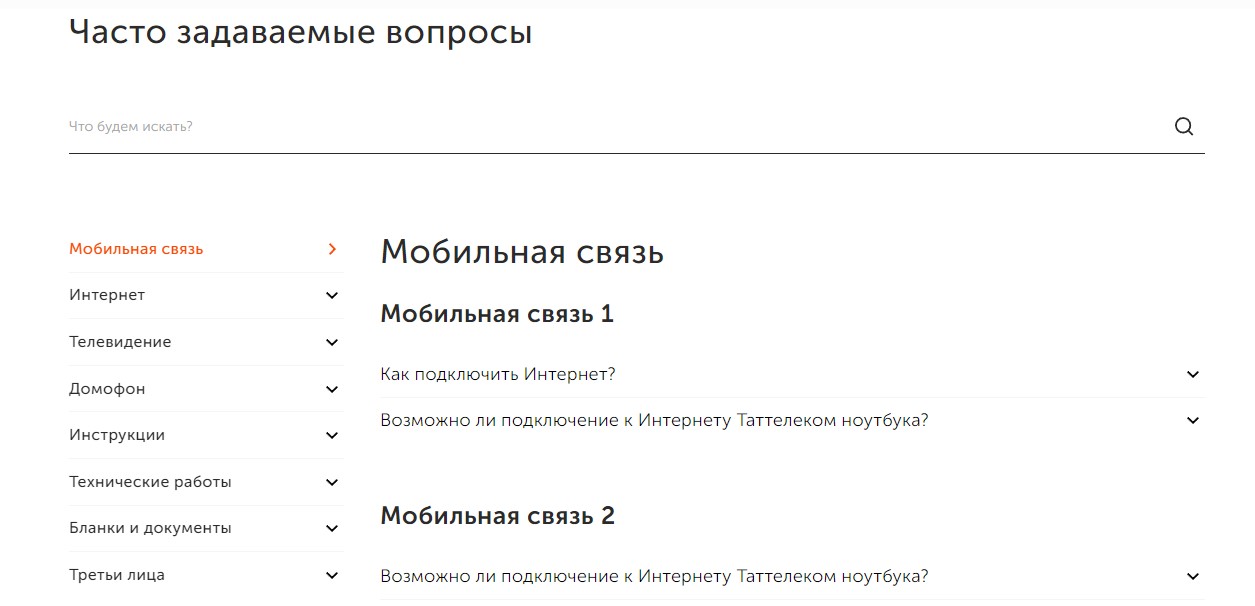 Часто задаваемые вопросы
Что будем искать?
Мобильная связь
Интернет
Телевидение
Домофон
Инструкции
Технические работы
Бланки и документы
Третьи лица
Мобильная связь
Мобильная связь 1
Как подключить Интернет?
Возможно ли подключение к Интернету Таттелеком ноутбука?
Мобильная связь 2
Возможно ли подключение к Интернету Таттелеком ноутбука?